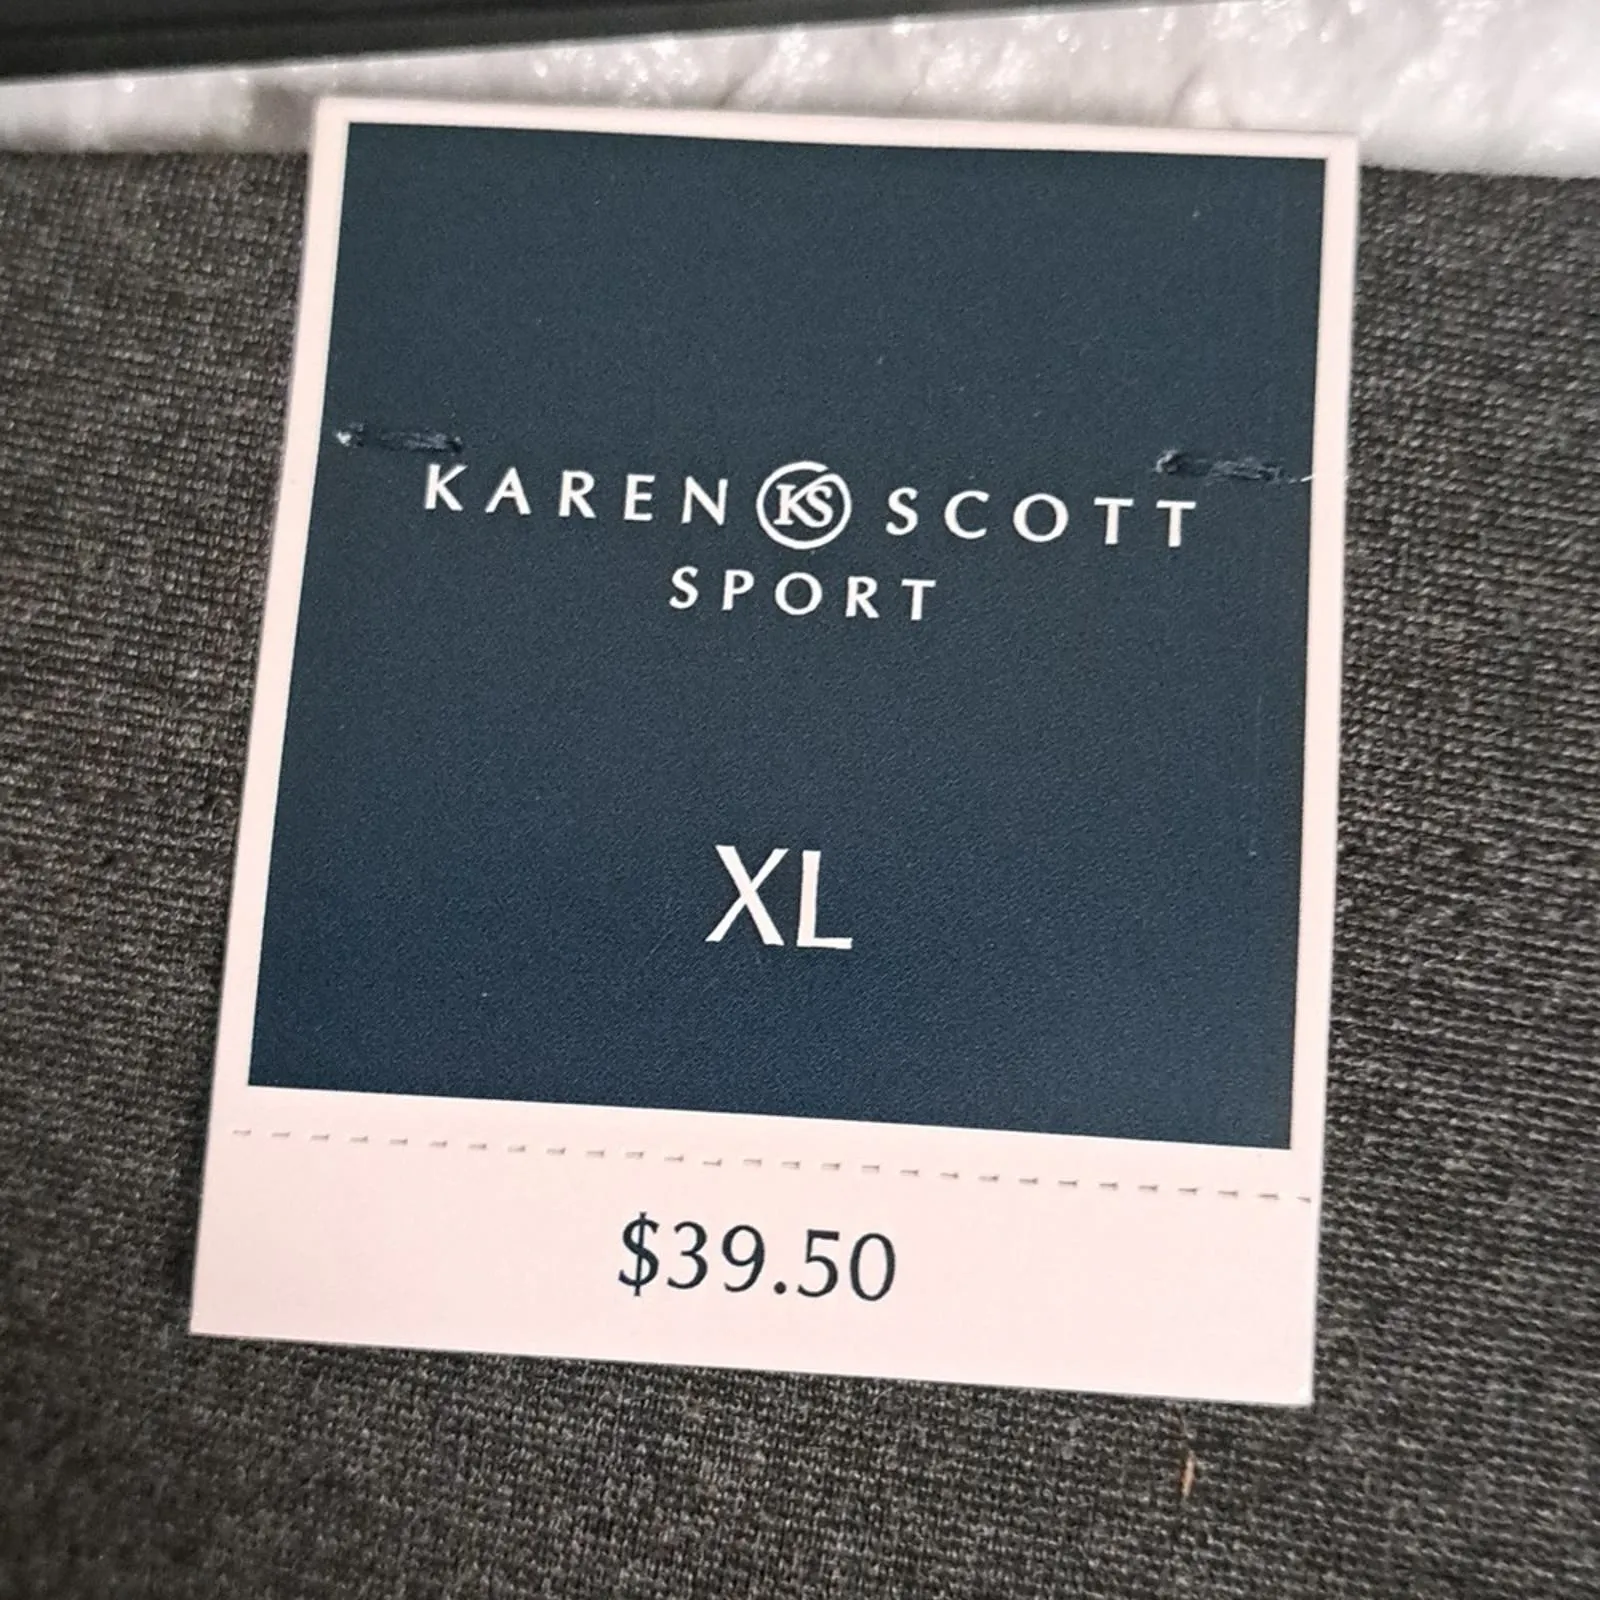 KAREN KS SCOTT
SPORT
XL
$39.50